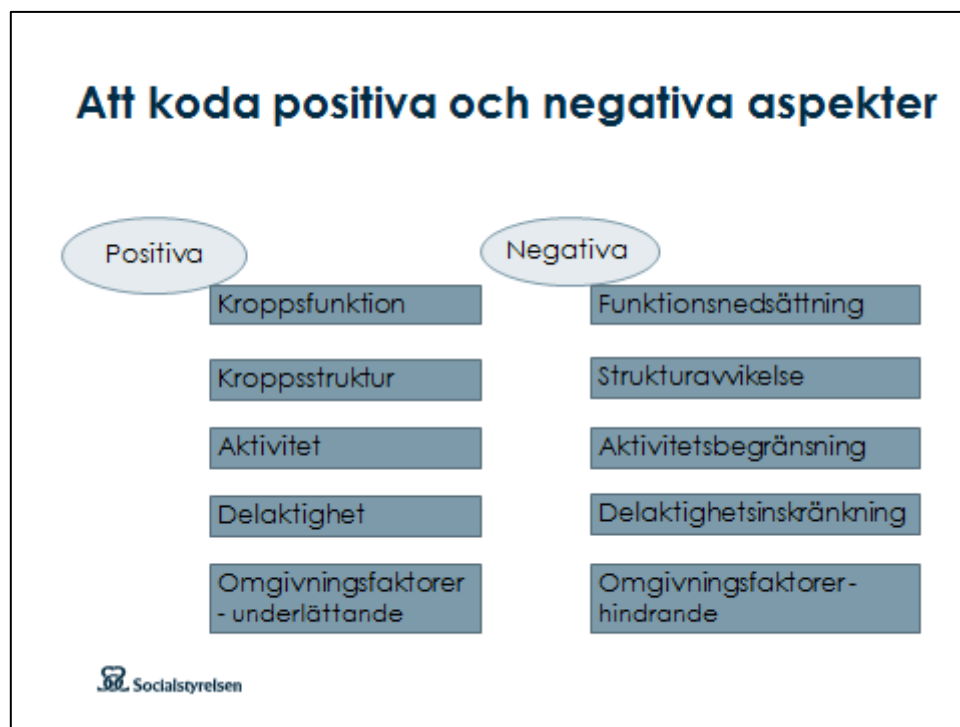 Att koda positiva och negativa aspekter
Positiva
Negativa
Kroppsfunktion
Funktionsnedsättning
Kroppsstruktur
Strukturavvikelse
Aktivitet
Aktivitetsbegränsning
Delaktighet
Delaktighetsinskränkning
Omgivningsfaktorer
- underlättande
Omgivningsfaktorer-
hindrande
Socialstyrelsen